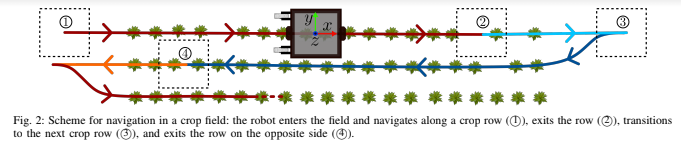 ① ② ③
y
x
z
④
Fig. 2: Scheme for navigation in a crop field: the robot enters the field and navigates along a crop row (①), exits the row (②), transitions
to the next crop row (③), and exits the row on the opposite side (④).